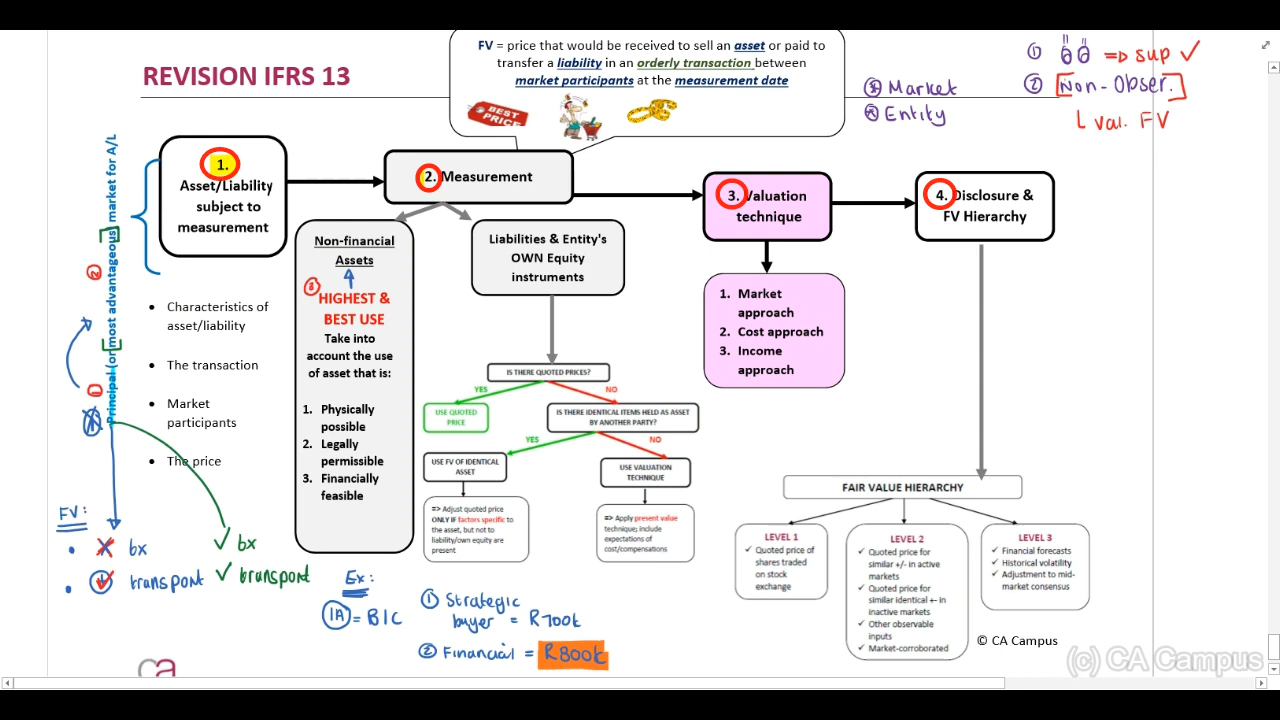 REVISION IFRS 13
FV = price that would be received to sell an asset or paid to
transfer a liability in an orderly transaction between
market participants at the measurement date
BEST
PRICE
① 👀 => sup ✓
② [Non-Obser.]
L val. FV
Market
Entity
1.
Asset/Liability
subject to
measurement
2. Measurement
3. Valuation
technique
4. Disclosure &
FV Hierarchy
Principal (or most advantageous) market for A/L
①
②
• Characteristics of
asset/liability
• The transaction
• Market
participants
• The price
Non-financial
Assets
HIGHEST &
BEST USE
Take into
account the use
of asset that is:
1. Physically
possible
2. Legally
permissible
3. Financially
feasible
Liabilities & Entity's
OWN Equity
instruments
IS THERE QUOTED PRICES?
YES
NO
USE QUOTED
PRICE
IS THERE IDENTICAL ITEMS HELD AS ASSET
BY ANOTHER PARTY?
YES
NO
USE FV OF IDENTICAL
ASSET
USE VALUATION
TECHNIQUE
=> Adjust quoted price
ONLY IF factors specific to
the asset, but not to
liability/own equity are
present
=> Apply present value
technique; include
expectations of
cost/compensations
1. Market
approach
2. Cost approach
3. Income
approach
FAIR VALUE HIERARCHY
LEVEL 1
✓ Quoted price of
shares traded
on stock
exchange
LEVEL 2
✓ Quoted price for
similar +/- in active
markets
✓ Quoted price for
similar identical +- in
inactive markets
✓ Other observable
inputs
✓ Market-corroborated
LEVEL 3
✓ Financial forecasts
✓ Historical volatility
✓ Adjustment to mid-
market consensus
FV:
• ✗ bx
✓ bx
• ✓ transport
✓ transport
Ex:
IA = BIC
① Strategic
buyer = R700k
② Financial = R800k
© CA Campus
ca
(c) CA Campus